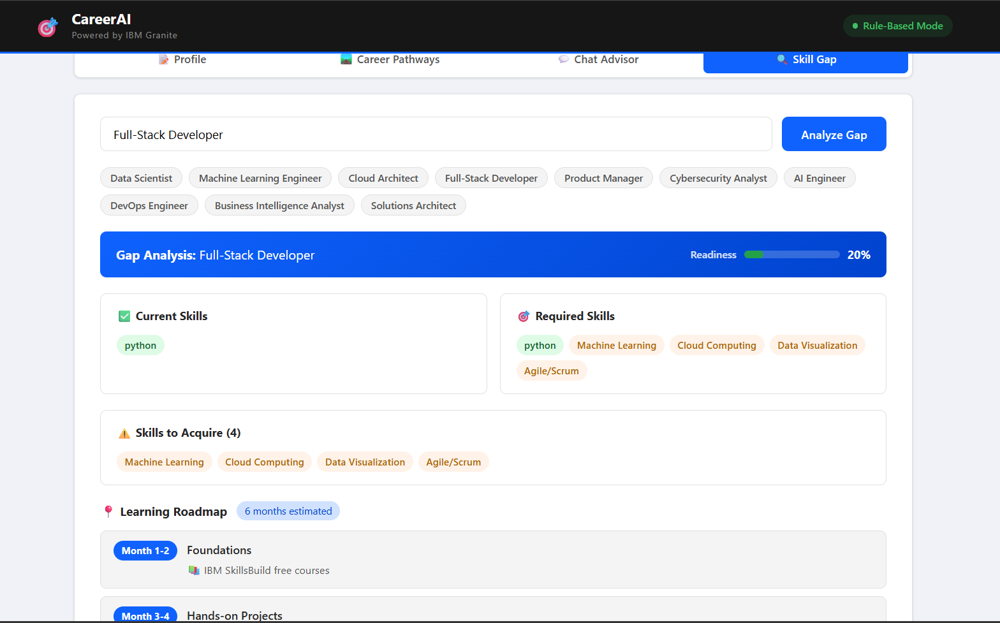 CareerAI
Powered by IBM Granite
Rule-Based Mode
Profile
Career Pathways
Chat Advisor
Skill Gap
Full-Stack Developer
Analyze Gap
Data Scientist
Machine Learning Engineer
Cloud Architect
Full-Stack Developer
Product Manager
Cybersecurity Analyst
AI Engineer
DevOps Engineer
Business Intelligence Analyst
Solutions Architect
Gap Analysis: Full-Stack Developer
Readiness
20%
Current Skills
python
Required Skills
python
Machine Learning
Cloud Computing
Data Visualization
Agile/Scrum
Skills to Acquire (4)
Machine Learning
Cloud Computing
Data Visualization
Agile/Scrum
Learning Roadmap
6 months estimated
Month 1-2
Foundations
IBM SkillsBuild free courses
Month 3-4
Hands-on Projects